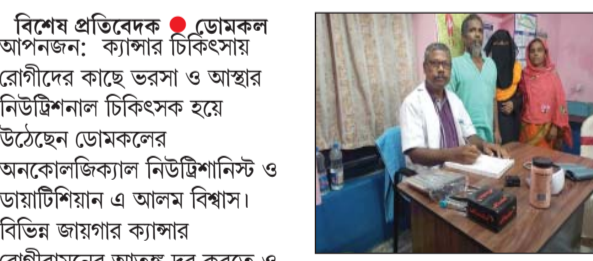 বিশেষ প্রতিবেদক ● ডোমকল
আপনজন: ক্যান্সার চিকিৎসায়
রোগীদের কাছে ভরসা ও আস্থার
নিউট্রিশনাল চিকিৎসক হয়ে
উঠেছেন ডোমকলের
অনকোলজিক্যাল নিউট্রিশানিস্ট ও
ডায়াটিশিয়ান এ আলম বিশ্বাস।
বিভিন্ন জায়গার ক্যান্সার